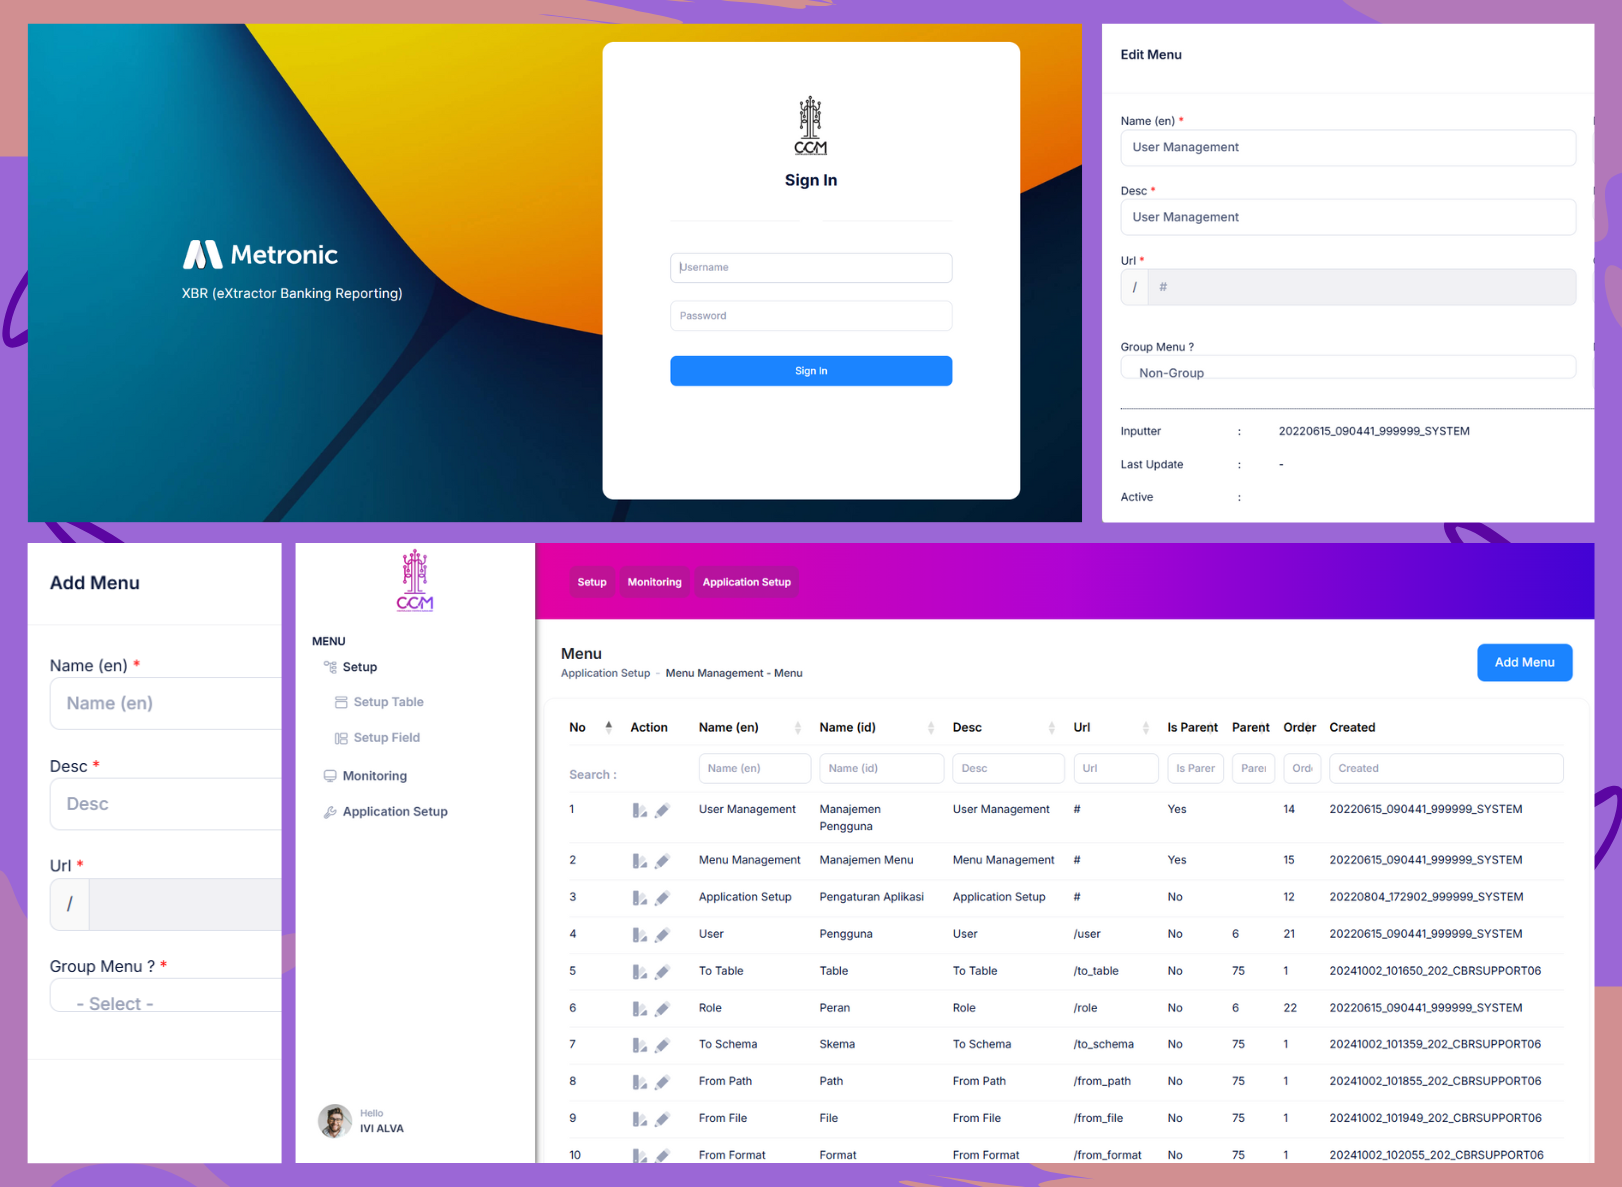 CCM
Sign In
Metronic
XBR (eXtractor Banking Reporting)
Username
Password
Sign In
Edit Menu
Name (en) *
User Management
Desc *
User Management
Url *
/ #
Group Menu ?
Non-Group
Inputter : 20220615_090441_999999_SYSTEM
Last Update : -
Active :
Add Menu
Name (en) *
Name (en)
Desc *
Desc
Url *
/
Group Menu ? *
- Select -
CCM
MENU
Setup
Setup Table
Setup Field
Monitoring
Application Setup
Hello
IVI ALVA
Setup Monitoring Application Setup
Menu
Application Setup - Menu Management - Menu
Add Menu
No Action Name (en) Name (id) Desc Url Is Parent Parent Order Created
Search : Name (en) Name (id) Desc Url Is Parer Parei Ord Created
1 User Management Manajemen Pengguna User Management # Yes 14 20220615_090441_999999_SYSTEM
2 Menu Management Manajemen Menu Menu Management # Yes 15 20220615_090441_999999_SYSTEM
3 Application Setup Pengaturan Aplikasi Application Setup # No 12 20220804_172902_999999_SYSTEM
4 User Pengguna User /user No 6 21 20220615_090441_999999_SYSTEM
5 To Table Table To Table /to_table No 75 1 20241002_101650_202_CBRSUPPORT06
6 Role Peran Role /role No 6 22 20220615_090441_999999_SYSTEM
7 To Schema Skema To Schema /to_schema No 75 1 20241002_101359_202_CBRSUPPORT06
8 From Path Path From Path /from_path No 75 1 20241002_101855_202_CBRSUPPORT06
9 From File File From File /from_file No 75 1 20241002_101949_202_CBRSUPPORT06
10 From Format Format From Format /from_format No 75 1 20241002_102055_202_CBRSUPPORT06